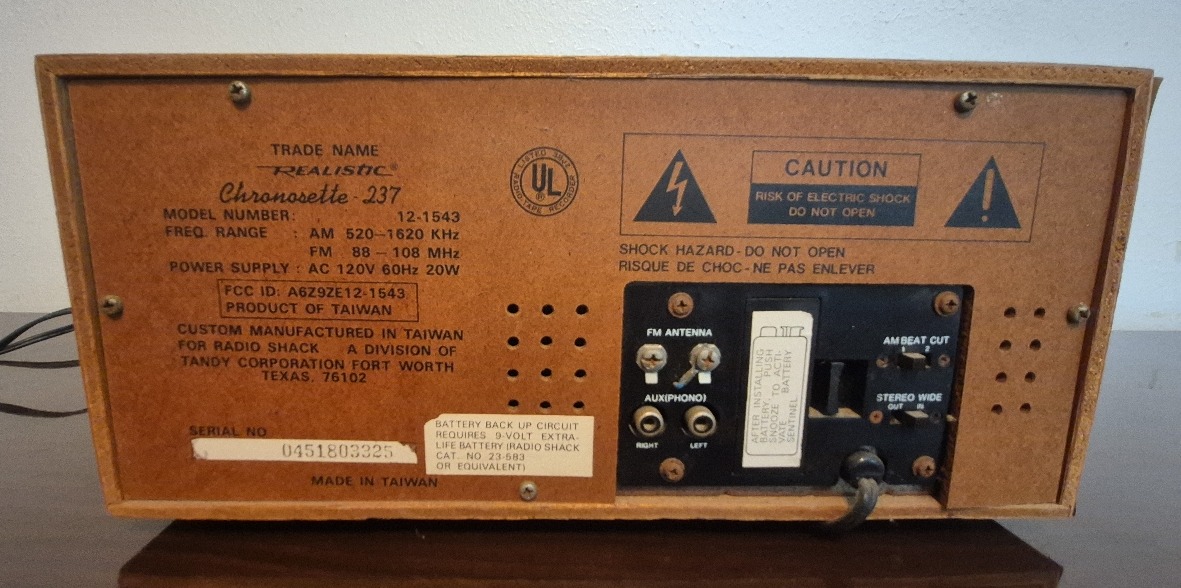 TRADE NAME
REALISTIC®
Chronosette-237
MODEL NUMBER: 12-1543
FREQ. RANGE : AM 520-1620 KHz
FM 88 - 108 MHz
POWER SUPPLY : AC 120V 60Hz 20W
FCC ID: A6Z9ZE12-1543
PRODUCT OF TAIWAN
CUSTOM MANUFACTURED IN TAIWAN
FOR RADIO SHACK A DIVISION OF
TANDY CORPORATION FORT WORTH
TEXAS. 76102
SERIAL NO
0451803325
MADE IN TAIWAN
BATTERY BACK UP CIRCUIT
REQUIRES 9-VOLT EXTRA-
LIFE BATTERY (RADIO SHACK
CAT. NO. 23-583
OR EQUIVALENT)
LISTED
UL
®
RADIO-TAPE RECORDER
CAUTION
RISK OF ELECTRIC SHOCK
DO NOT OPEN
SHOCK HAZARD-DO NOT OPEN
RISQUE DE CHOC-NE PAS ENLEVER
FM ANTENNA
AUX(PHONO)
RIGHT LEFT
AFTER INSTALLING
BATTERY, PUSH
SNOOZE TO ACTI-
VATE BATTERY
SENTINEL
AM BEAT CUT
STEREO WIDE
OUT IN